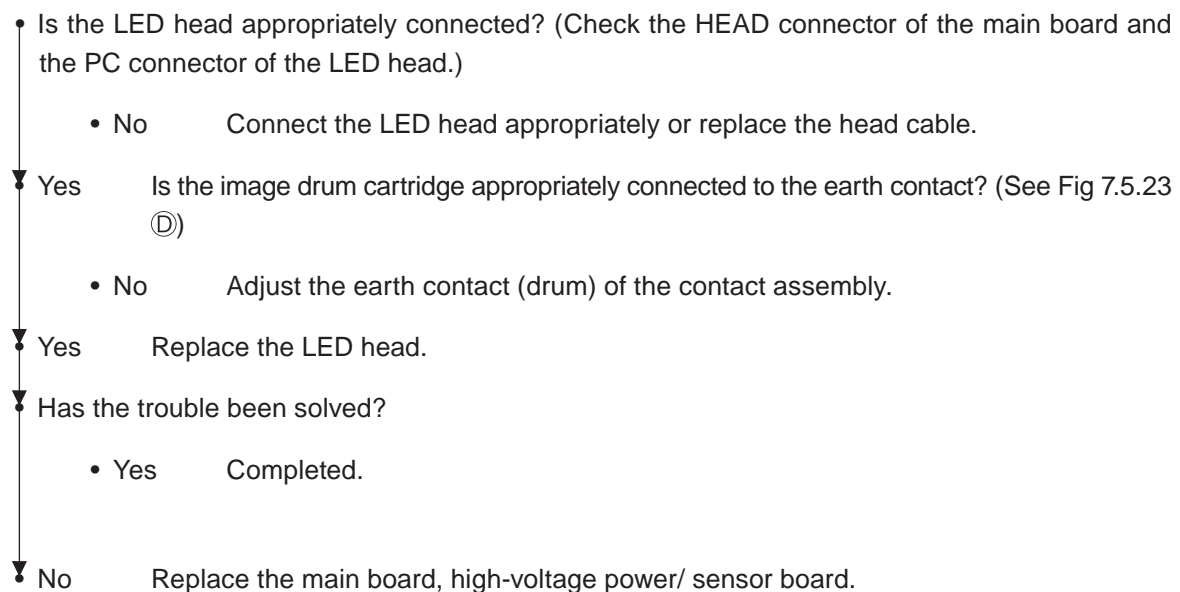 • Is the LED head appropriately connected? (Check the HEAD connector of the main board and
the PC connector of the LED head.)
• No Connect the LED head appropriately or replace the head cable.
Yes Is the image drum cartridge appropriately connected to the earth contact? (See Fig 7.5.23
Ⓓ)
• No Adjust the earth contact (drum) of the contact assembly.
Yes Replace the LED head.
Has the trouble been solved?
• Yes Completed.
No Replace the main board, high-voltage power/ sensor board.